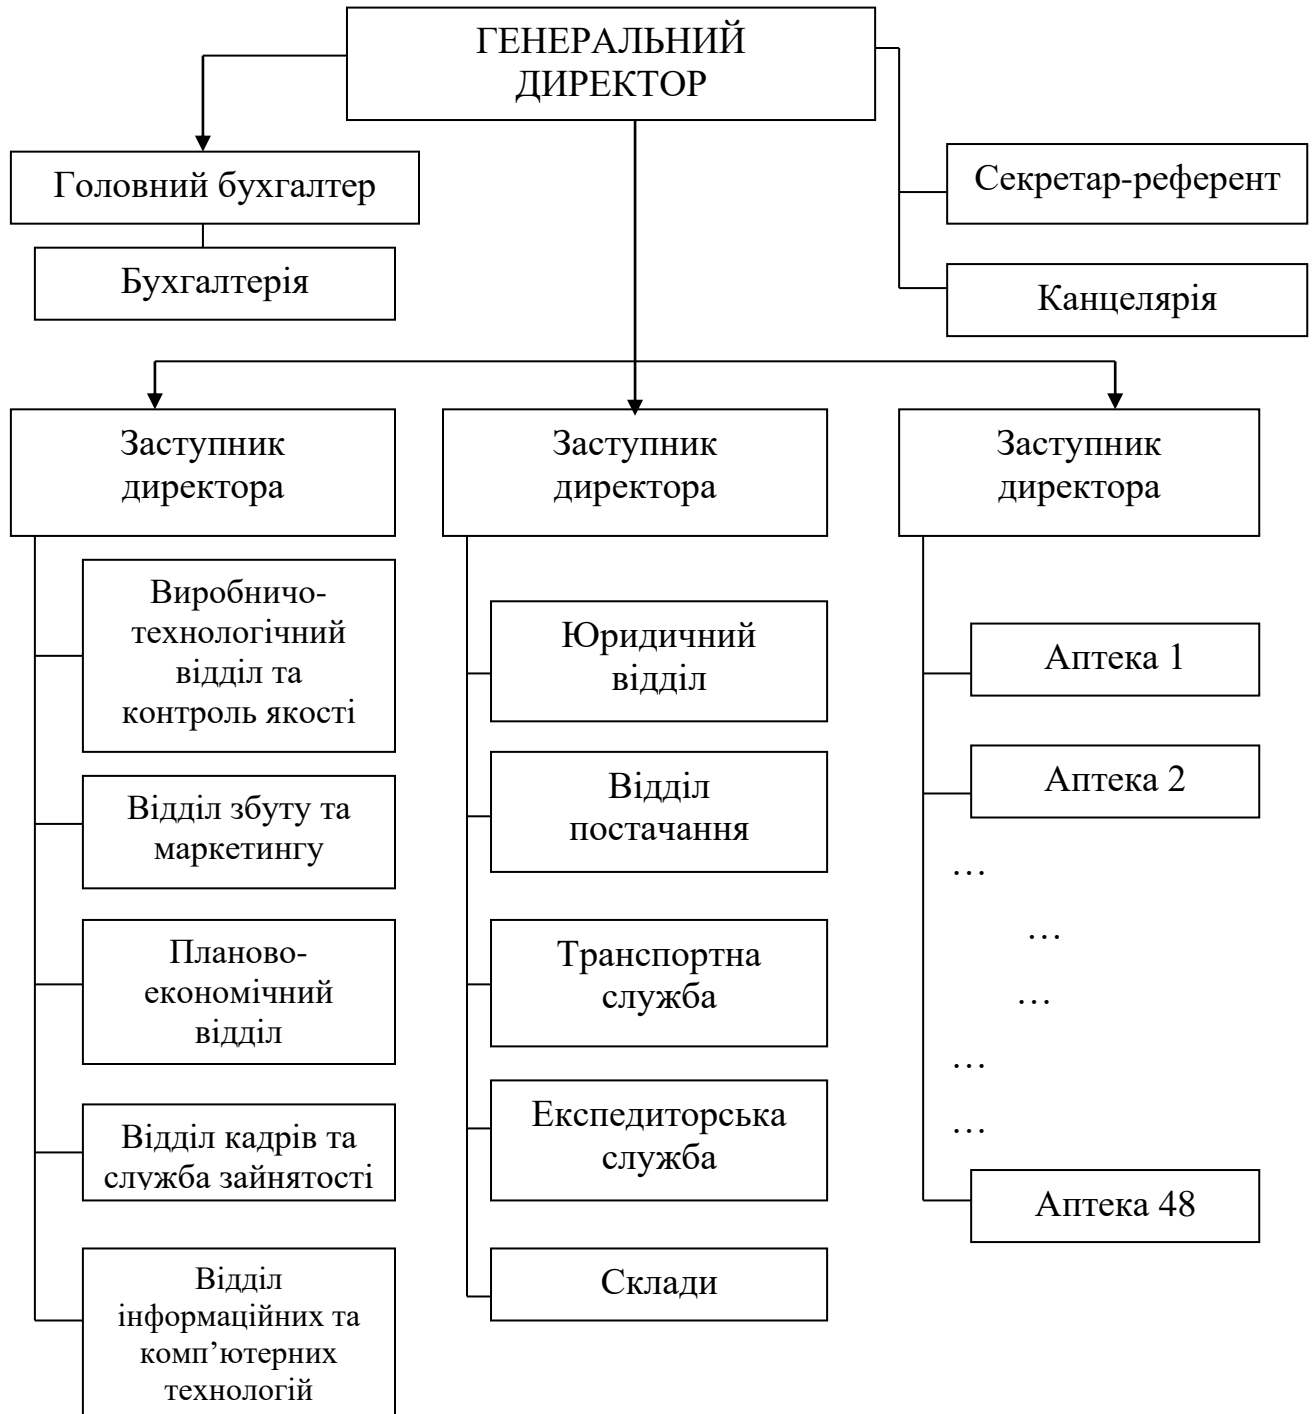 ГЕНЕРАЛЬНИЙ
ДИРЕКТОР
Головний бухгалтер
Бухгалтерія
Секретар-референт
Канцелярія
Заступник
директора
Виробничо-
технологічний
відділ та
контроль якості
Відділ збуту та
маркетингу
Планово-
економічний
відділ
Відділ кадрів та
служба зайнятості
Відділ
інформаційних та
комп’ютерних
технологій
Заступник
директора
Юридичний
відділ
Відділ
постачання
Транспортна
служба
Експедиторська
служба
Склади
Заступник
директора
Аптека 1
Аптека 2
…
…
…
…
…
Аптека 48